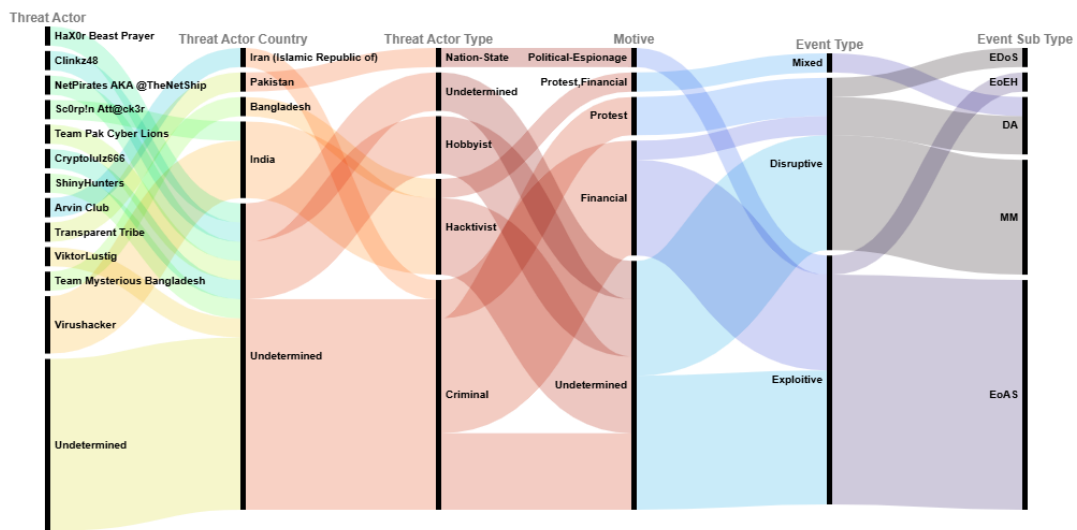 Threat Actor
HaX0r Beast Prayer
Clinkz48
NetPirates AKA @TheNetShip
Sc0rp!n Att@ck3r
Team Pak Cyber Lions
Cryptolulz666
ShinyHunters
Arvin Club
Transparent Tribe
ViktorLustig
Team Mysterious Bangladesh
Virushacker
Undetermined
Threat Actor Country
Iran (Islamic Republic of)
Pakistan
Bangladesh
India
Undetermined
Threat Actor Type
Nation-State
Undetermined
Hobbyist
Hacktivist
Criminal
Motive
Political-Espionage
Protest,Financial
Protest
Financial
Undetermined
Event Type
Mixed
Disruptive
Exploitive
Event Sub Type
EDoS
EoEH
DA
MM
EoAS